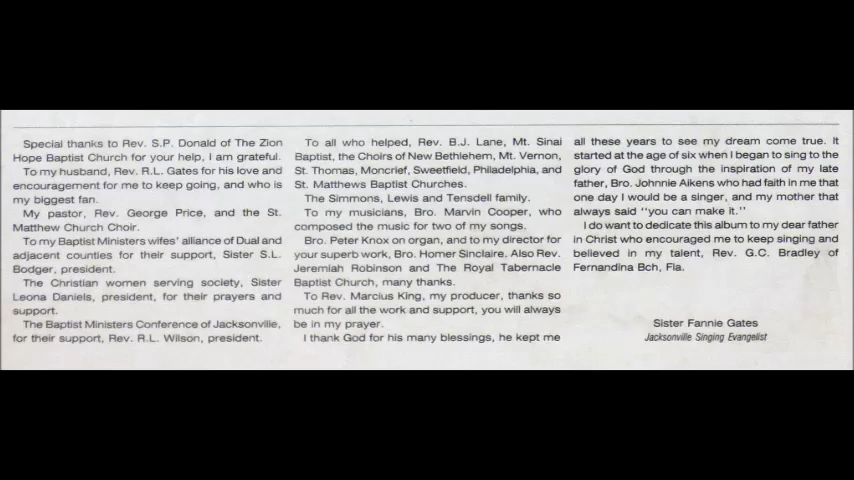 Special thanks to Rev. S.P. Donald of The Zion
Hope Baptist Church for your help, I am grateful.
To my husband, Rev. R.L. Gates for his love and
encouragement for me to keep going, and who is
my biggest fan.
My pastor, Rev. George Price, and the St.
Matthew Church Choir.
To my Baptist Ministers wifes' alliance of Dual and
adjacent counties for their support, Sister S.L.
Bodger, president.
The Christian women serving society, Sister
Leona Daniels, president, for their prayers and
support.
The Baptist Ministers Conference of Jacksonville,
for their support, Rev. R.L. Wilson, president.
To all who helped, Rev. B.J. Lane, Mt. Sinai
Baptist, the Choirs of New Bethlehem, Mt. Vernon,
St. Thomas, Moncrief, Sweetfield, Philadelphia, and
St. Matthews Baptist Churches.
The Simmons, Lewis and Tensdell family.
To my musicians, Bro. Marvin Cooper, who
composed the music for two of my songs.
Bro. Peter Knox on organ, and to my director for
your superb work, Bro. Homer Sinclaire. Also Rev.
Jeremiah Robinson and The Royal Tabernacle
Baptist Church, many thanks.
To Rev. Marcius King, my producer, thanks so
much for all the work and support, you will always
be in my prayer.
I thank God for his many blessings, he kept me
all these years to see my dream come true. It
started at the age of six when I began to sing to the
glory of God through the inspiration of my late
father, Bro. Johnnie Aikens who had faith in me that
one day I would be a singer, and my mother that
always said "you can make it."
I do want to dedicate this album to my dear father
in Christ who encouraged me to keep singing and
believed in my talent, Rev. G.C. Bradley of
Fernandina Bch, Fla.
Sister Fannie Gates
Jacksonville Singing Evangelist